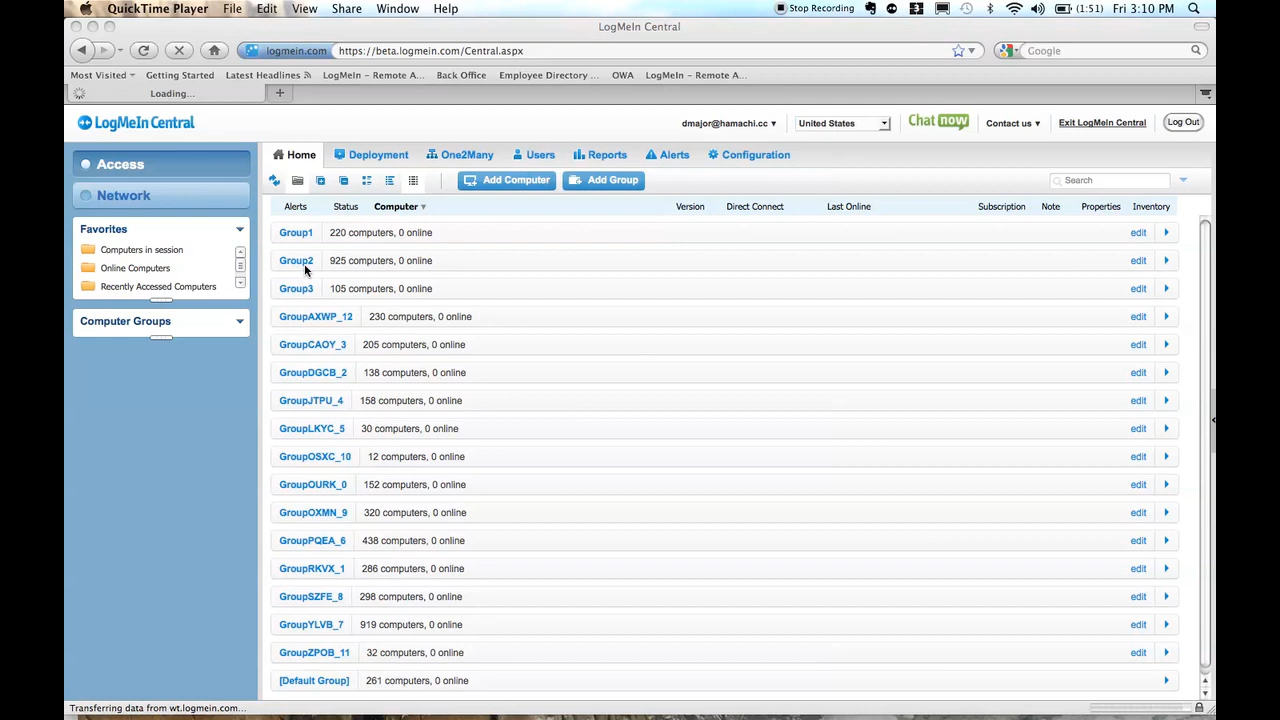 QuickTime Player File Edit View Share Window Help Stop Recording 3 (1:51) Fri 3:10 PM
LogMeIn Central
logmein.com https://beta.logmein.com/Central.aspx Google
Most Visited Getting Started Latest Headlines LogMeIn – Remote A... Back Office Employee Directory ... OWA LogMeIn – Remote A...
Loading...
LogMeIn Central dmajor@hamachi.cc United States Chat now Contact us Exit LogMeIn Central Log Out
Access
Home Deployment One2Many Users Reports Alerts Configuration
Network
Add Computer Add Group Search
Alerts Status Computer Version Direct Connect Last Online Subscription Note Properties Inventory
Favorites
Computers in session
Online Computers
Recently Accessed Computers
Computer Groups
Group1 220 computers, 0 online edit
Group2 925 computers, 0 online edit
Group3 105 computers, 0 online edit
GroupAXWP_12 230 computers, 0 online edit
GroupCAOY_3 205 computers, 0 online edit
GroupDGCB_2 138 computers, 0 online edit
GroupJTPU_4 158 computers, 0 online edit
GroupLKYC_5 30 computers, 0 online edit
GroupOSXC_10 12 computers, 0 online edit
GroupOURK_0 152 computers, 0 online edit
GroupOXMN_9 320 computers, 0 online edit
GroupPQEA_6 438 computers, 0 online edit
GroupRKVX_1 286 computers, 0 online edit
GroupSZFE_8 298 computers, 0 online edit
GroupYLVB_7 919 computers, 0 online edit
GroupZPOB_11 32 computers, 0 online edit
[Default Group] 261 computers, 0 online
Transferring data from wt.logmein.com...